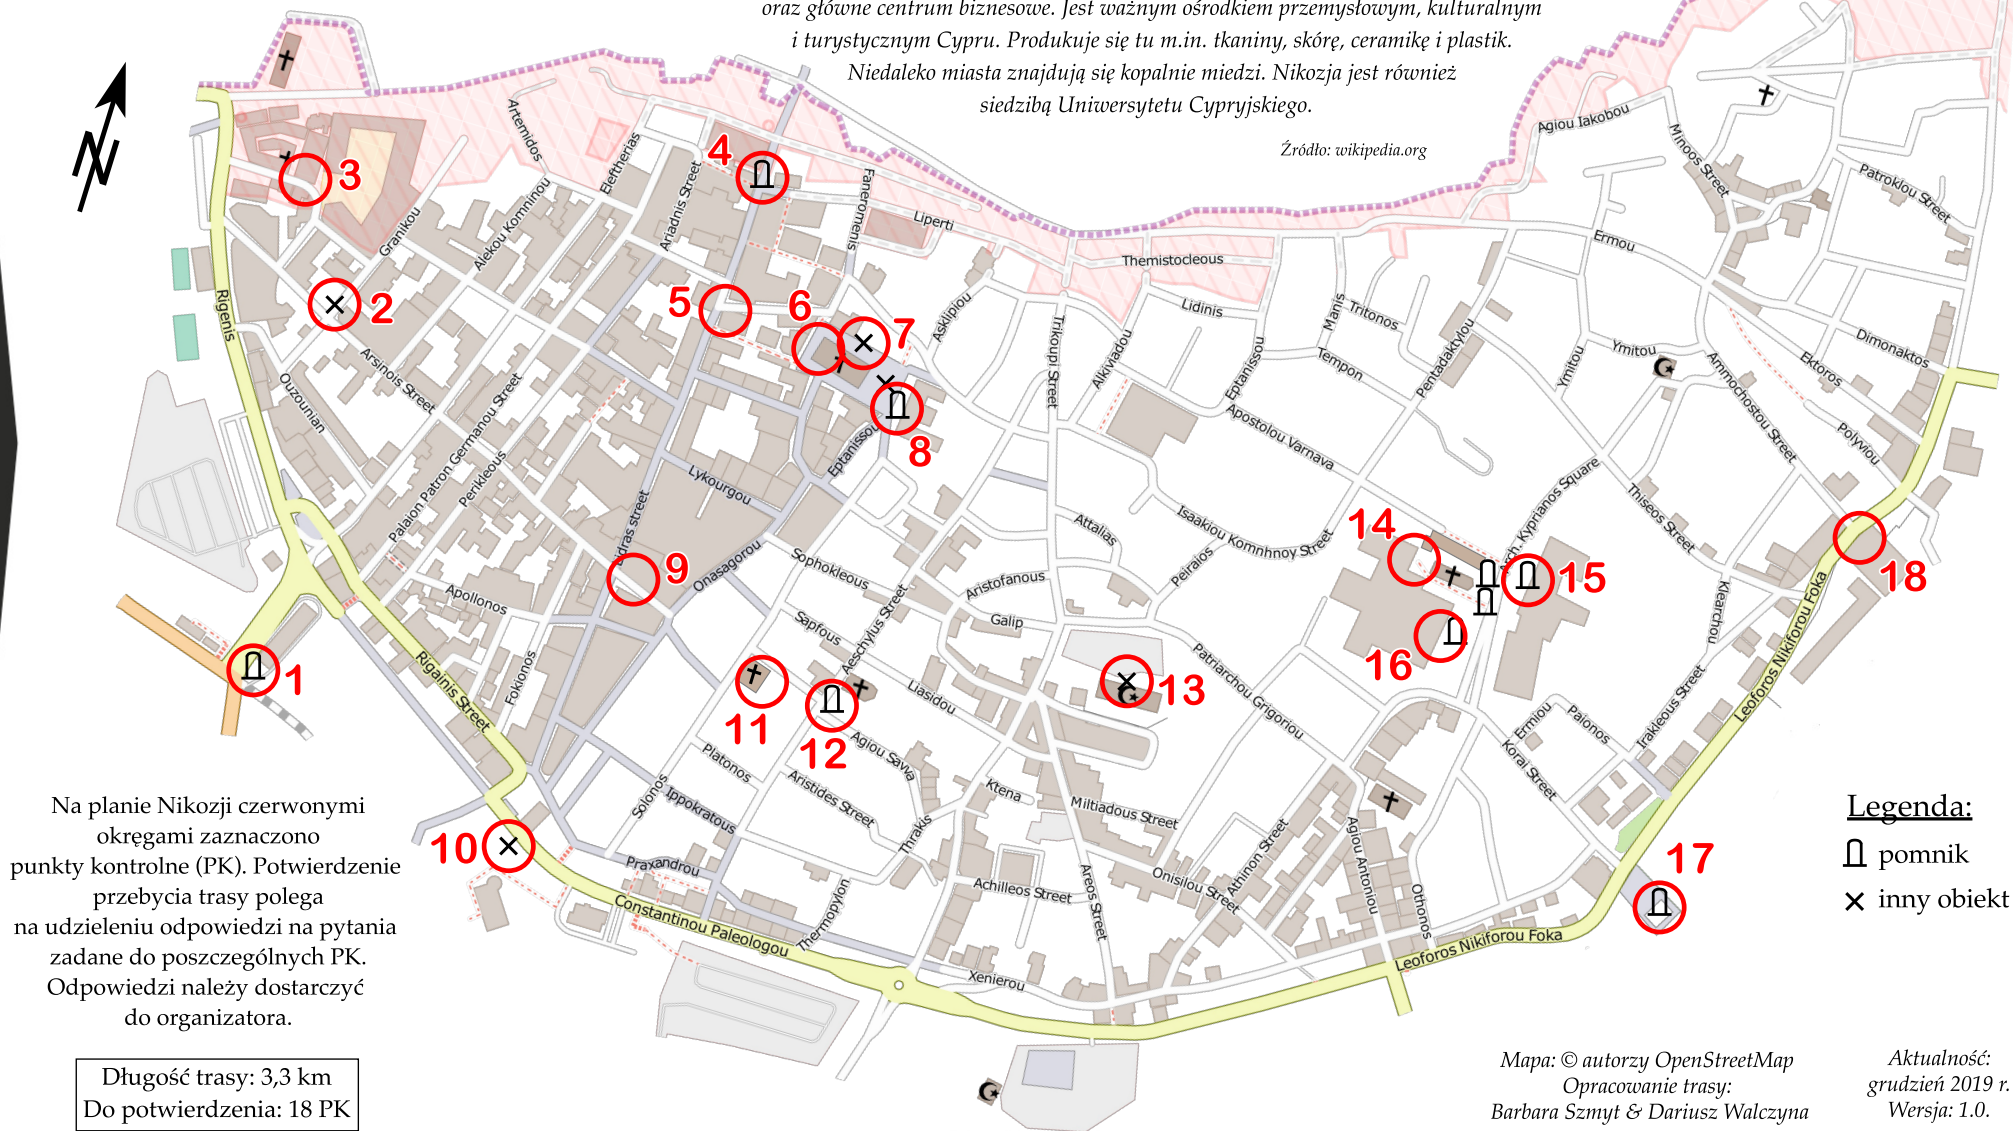 oraz główne centrum biznesowe. Jest ważnym ośrodkiem przemysłowym, kulturalnym
i turystycznym Cypru. Produkuje się tu m.in. tkaniny, skórę, ceramikę i plastik.
Niedaleko miasta znajdują się kopalnie miedzi. Nikozja jest również
siedzibą Uniwersytetu Cypryjskiego.
Źródło: wikipedia.org
N
Artemidos
Eleftherias
Ariadnis Street
Faneromenis
Liperti
Granikou
Alekou Komninou
Themistocleous
Agiou Iakobou
Minoos Street
Patroklou Street
Ermou
Rigenis
Arsinois Street
Ouzounian
Palaion Patron Germanou Street
Perikleous
Asklipiou
Trikoupi Street
Alkiviadou
Lidinis
Eptanissou
Manis
Tritonos
Tempon
Pentadaktylou
Ymitou
Ymitou
Ammochostou Street
Ektoros
Dimonaktos
Polyviou
Apostolou Varnava
Eptanissou
Lykourgou
Ledras street
Onasagorou
Sophokleous
Attalias
Isaakiou Komnhnoy Street
Peiraios
Arch. Kyprianos Square
Thiseos Street
Klearchou
Leoforos Nikiforou Foka
Apollonos
Fokionos
Rigainis Street
Sapfous
Aeschylus Street
Aristofanous
Galip
Liasidou
Patriarchou Grigoriou
Ermiou
Paionos
Irakleous Street
Korai Street
Platonos
Solonos
Ippokratous
Agiou Savva
Aristides Street
Thrakis
Ktena
Miltiadous Street
Praxandrou
Thermopylon
Achilleos Street
Areos Street
Onisilou Street
Athinon Street
Agiou Antoniou
Othonos
Constantinou Paleologou
Xenierou
Leoforos Nikiforou Foka
1
2
3
4
5
6
7
8
9
10
11
12
13
14
15
16
17
18
Na planie Nikozji czerwonymi
okręgami zaznaczono
punkty kontrolne (PK). Potwierdzenie
przebycia trasy polega
na udzieleniu odpowiedzi na pytania
zadane do poszczególnych PK.
Odpowiedzi należy dostarczyć
do organizatora.
Długość trasy: 3,3 km
Do potwierdzenia: 18 PK
Legenda:
pomnik
inny obiekt
Mapa: © autorzy OpenStreetMap
Opracowanie trasy:
Barbara Szmyt & Dariusz Walczyna
Aktualność:
grudzień 2019 r.
Wersja: 1.0.